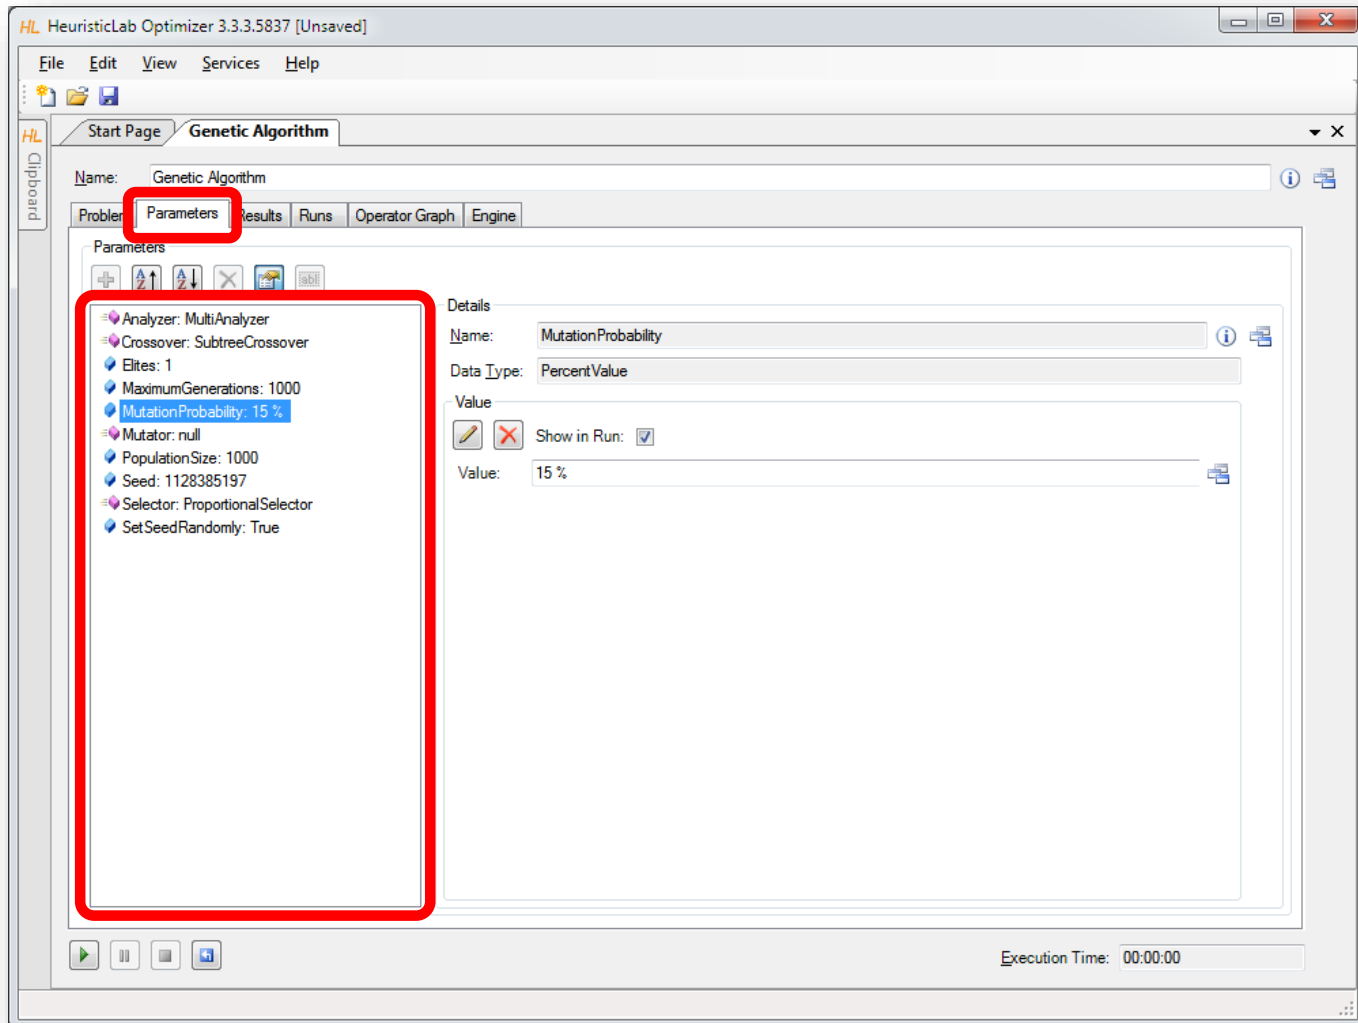 HL HeuristicLab Optimizer 3.3.3.5837 [Unsaved]
File Edit View Services Help
HL Clipboard
Start Page Genetic Algorithm
Name: Genetic Algorithm
Parameters Runs Operator Graph Engine
Parameters
Analyzer: MultiAnalyzer
Crossover: SubtreeCrossover
Elites: 1
MaximumGenerations: 1000
MutationProbability: 15 %
Mutator: null
PopulationSize: 1000
Seed: 1128385197
Selector: ProportionalSelector
SetSeedRandomly: True
Details
Name: MutationProbability
Data Type: PercentValue
Value
Show in Run:
Value: 15 %
Execution Time: 00:00:00